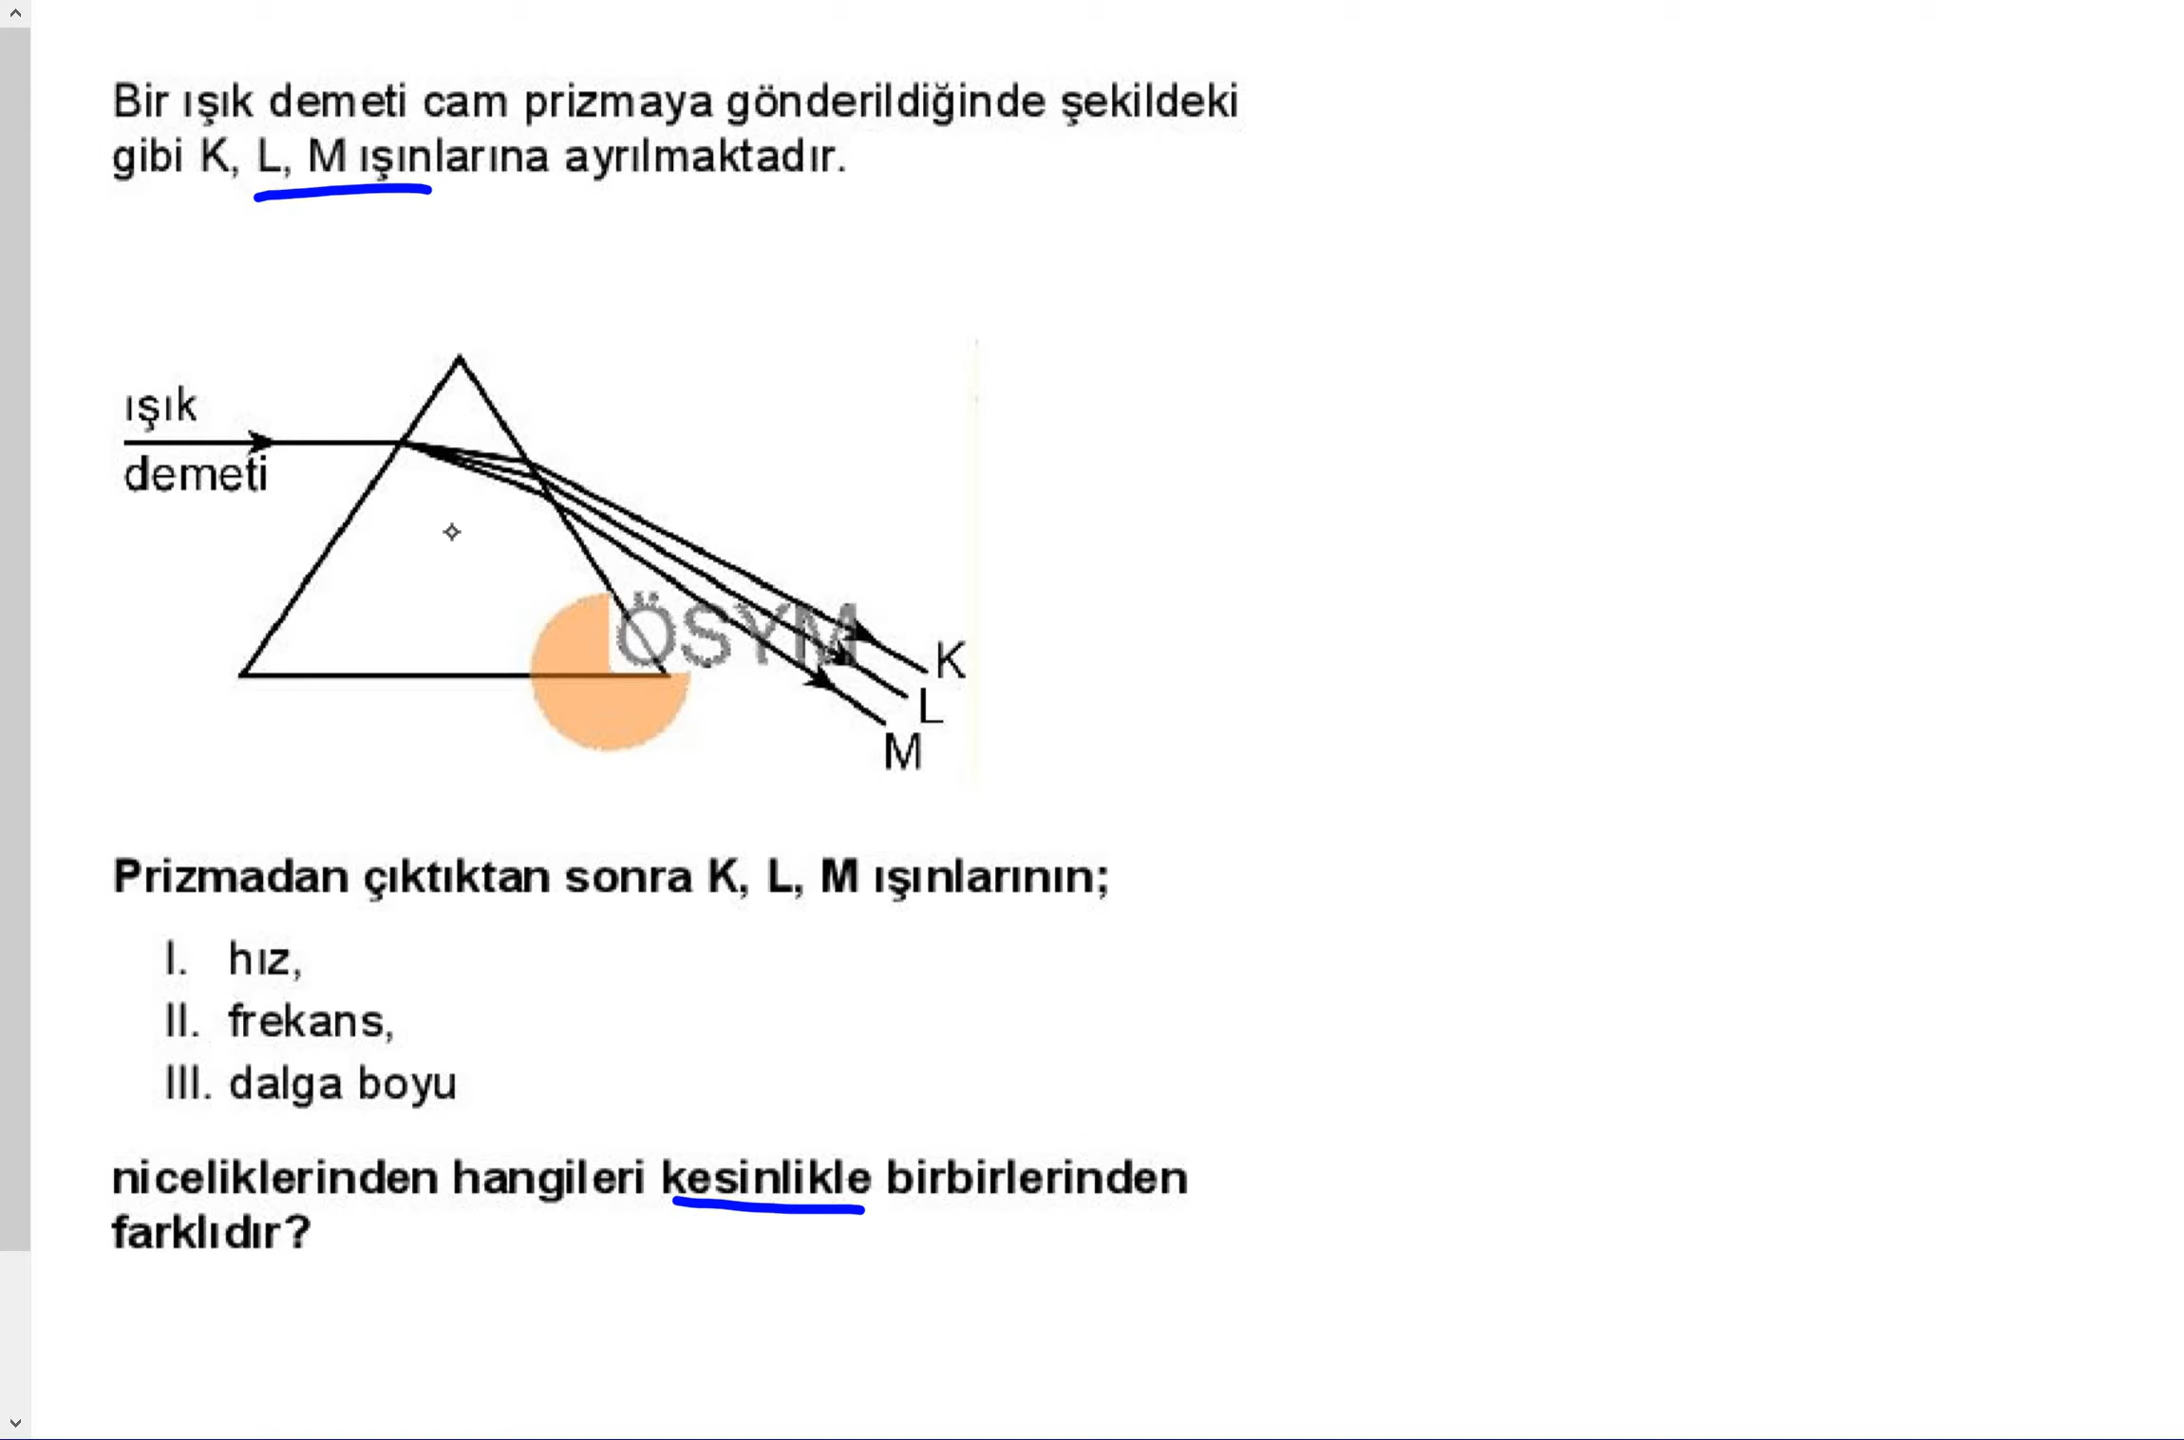 Bir ışık demeti cam prizmaya gönderildiğinde şekildeki
gibi K, L, M ışınlarına ayrılmaktadır.
ışık
demeti
ÖSYM
K
L
M
Prizmadan çıktıktan sonra K, L, M ışınlarının;
I. hız,
II. frekans,
III. dalga boyu
niceliklerinden hangileri kesinlikle birbirlerinden
farklıdır?